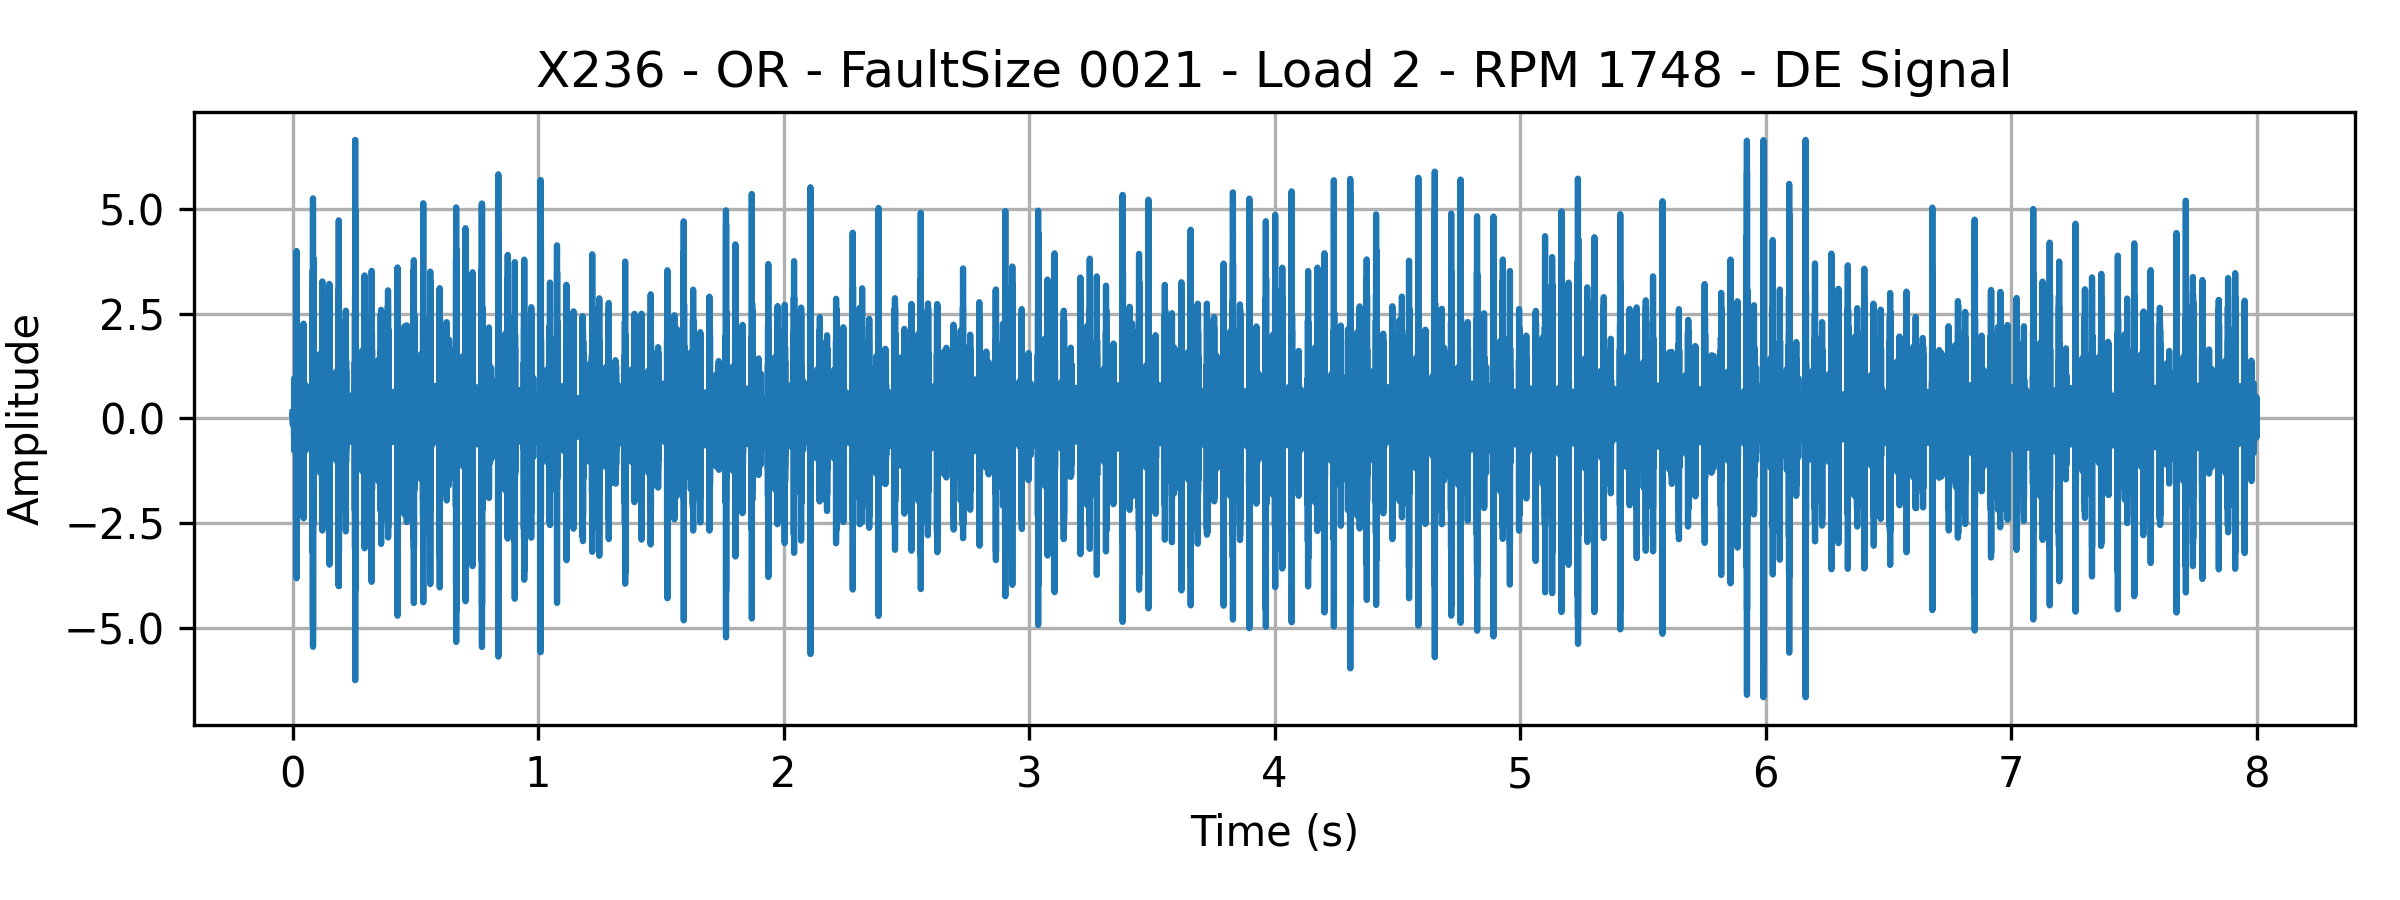 X236 - OR - FaultSize 0021 - Load 2 - RPM 1748 - DE Signal
Amplitude
5.0
2.5
0.0
−2.5
−5.0
0 1 2 3 4 5 6 7 8
Time (s)